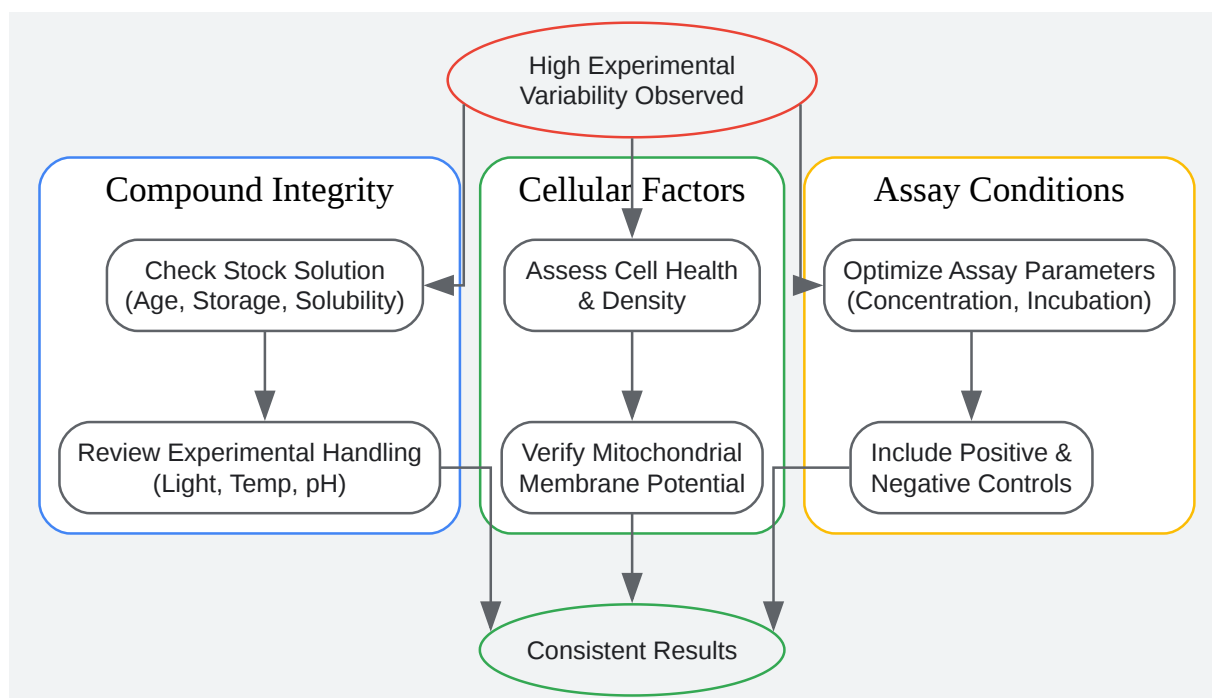 High Experimental
Variability Observed
Compound Integrity
Check Stock Solution
(Age, Storage, Solubility)
Review Experimental Handling
(Light, Temp, pH)
Cellular Factors
Assess Cell Health
& Density
Verify Mitochondrial
Membrane Potential
Assay Conditions
Optimize Assay Parameters
(Concentration, Incubation)
Include Positive &
Negative Controls
Consistent Results